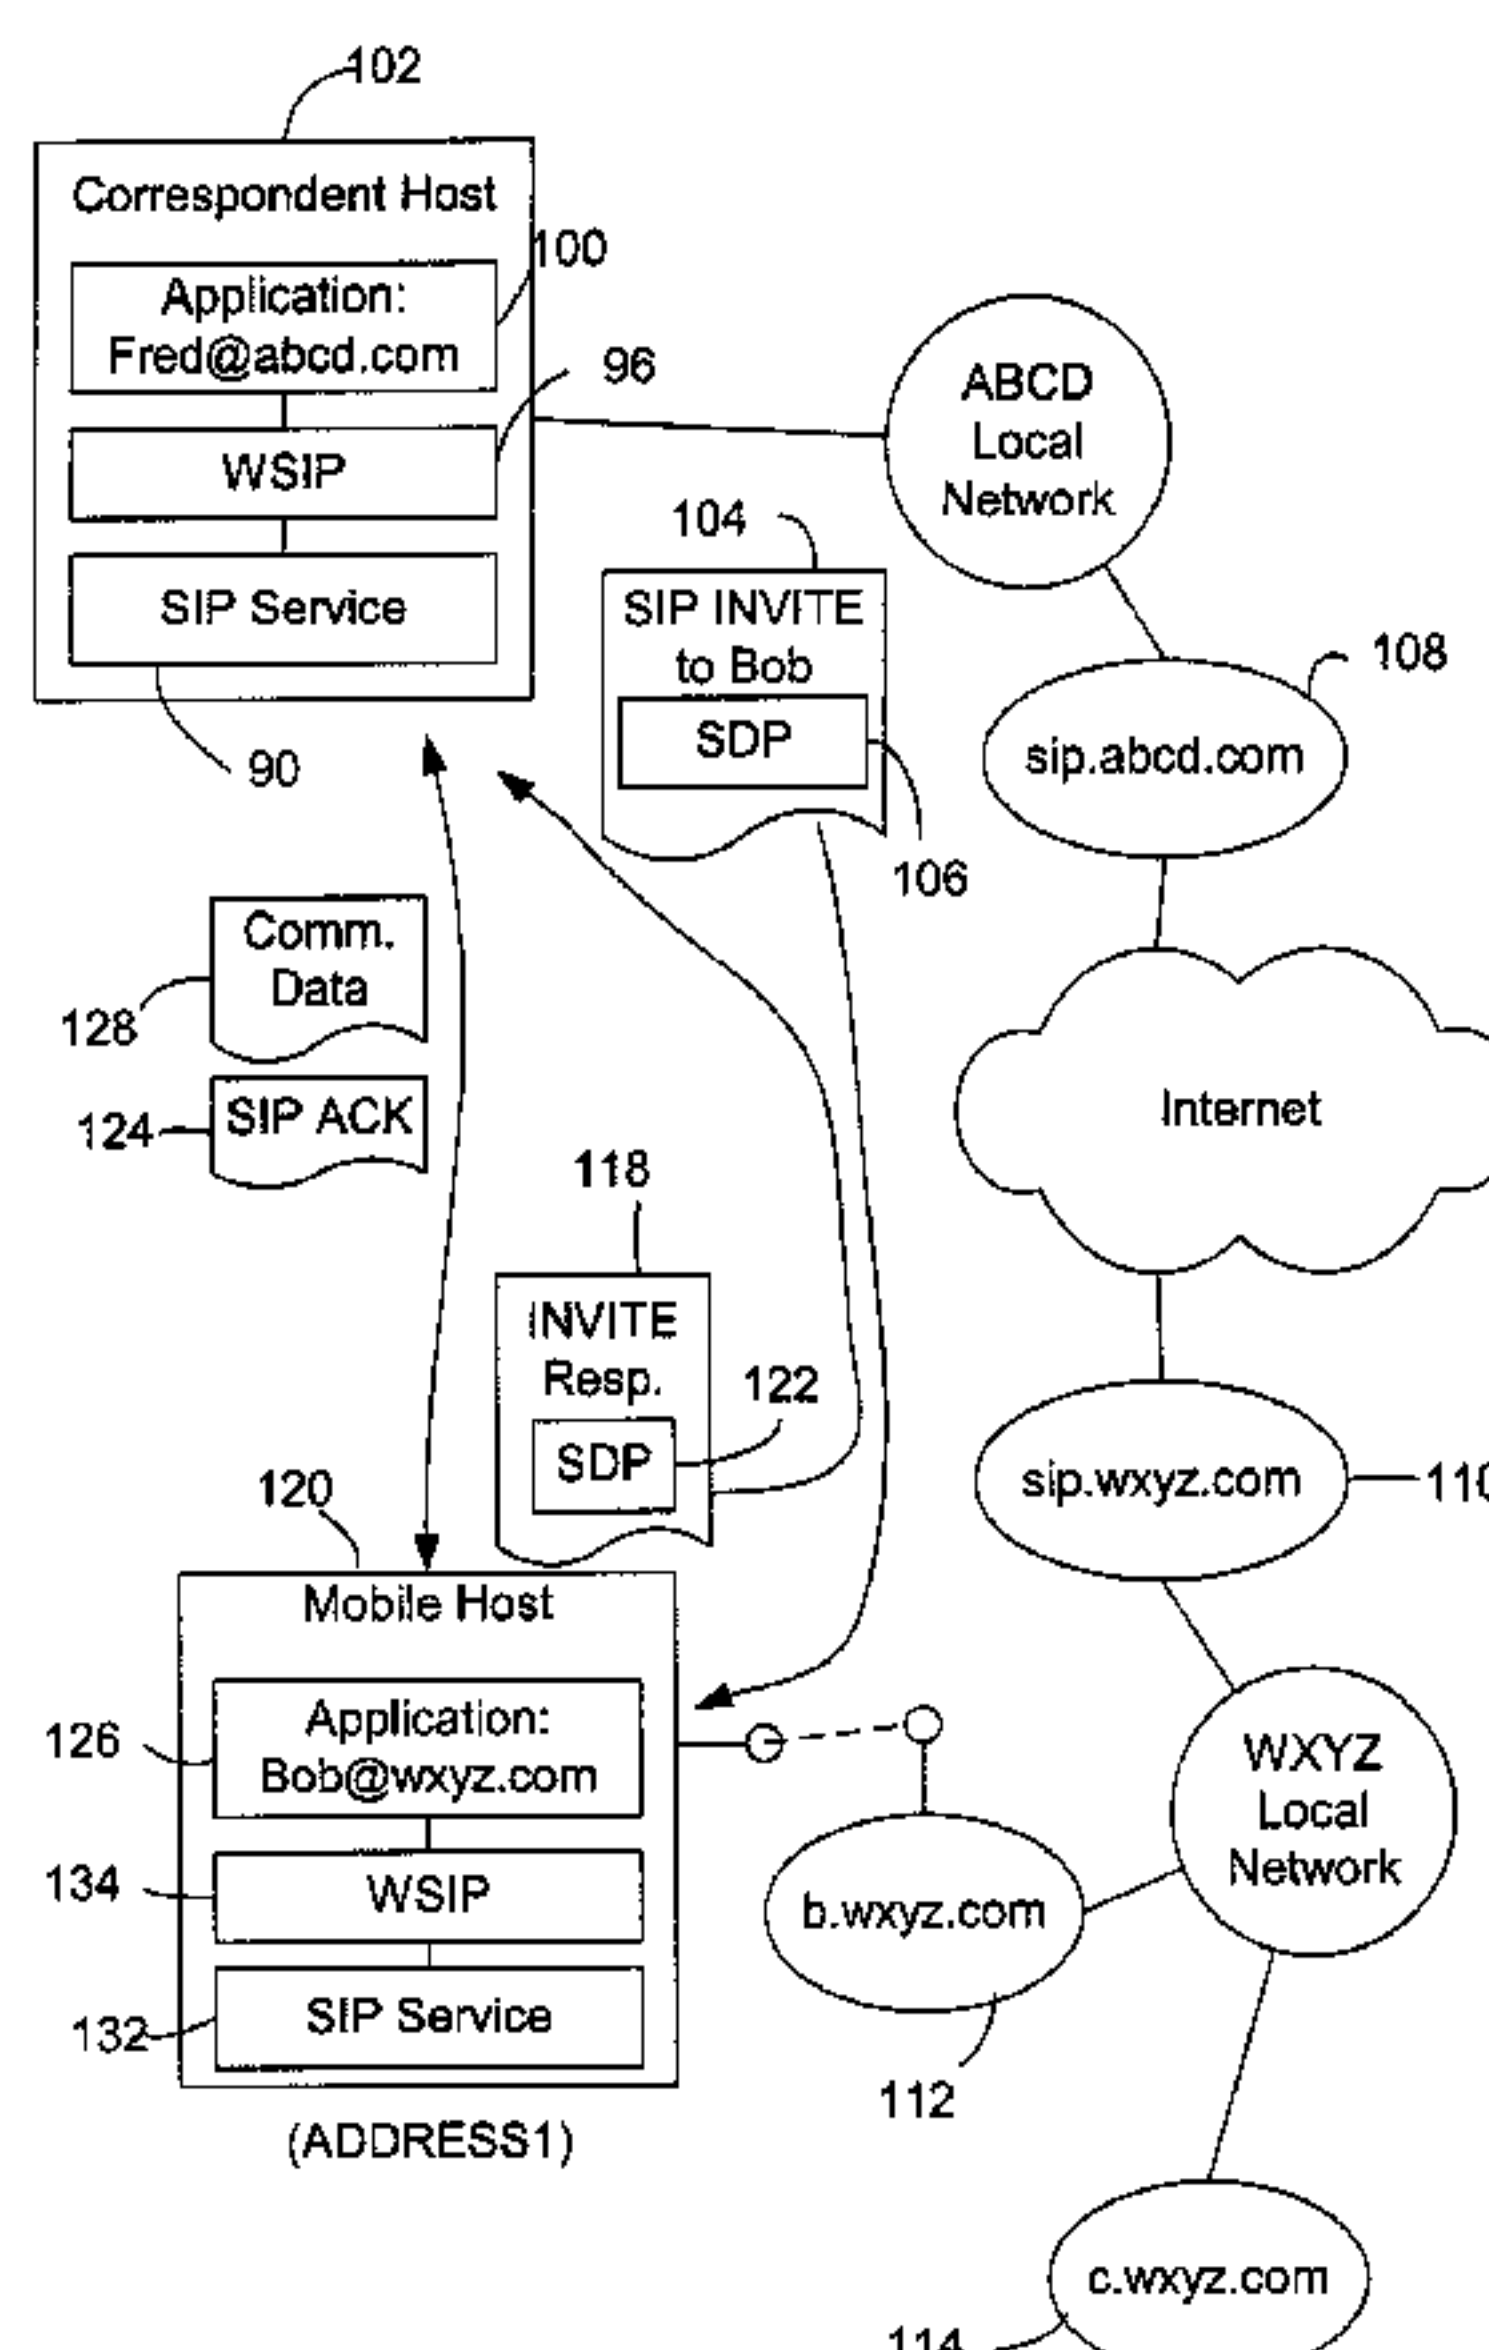 102
Correspondent Host
100
Application:
Fred@abcd.com
96
WSIP
SIP Service
90
ABCD
Local
Network
104
SIP INVITE
to Bob
SDP
106
108
sip.abcd.com
Comm.
Data
128
SIP ACK
124
Internet
118
INVITE
Resp.
SDP
122
sip.wxyz.com
110
120
Mobile Host
Application:
Bob@wxyz.com
126
WSIP
134
SIP Service
132
(ADDRESS1)
WXYZ
Local
Network
b.wxyz.com
112
c.wxyz.com
114